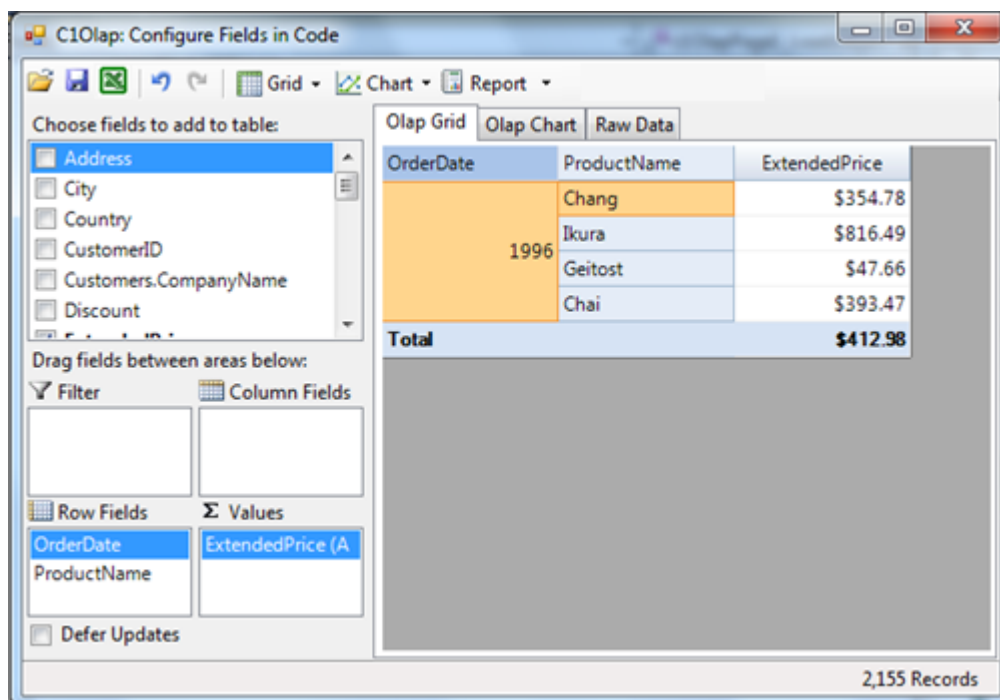 C1Olap: Configure Fields in Code
Grid Chart Report
Choose fields to add to table:
Address
City
Country
CustomerID
Customers.CompanyName
Discount
Drag fields between areas below:
Filter Column Fields
Row Fields Σ Values
OrderDate ExtendedPrice (A
ProductName
Defer Updates
Olap Grid Olap Chart Raw Data
OrderDate ProductName ExtendedPrice
1996
Chang $354.78
Ikura $816.49
Geitost $47.66
Chai $393.47
Total $412.98
2,155 Records